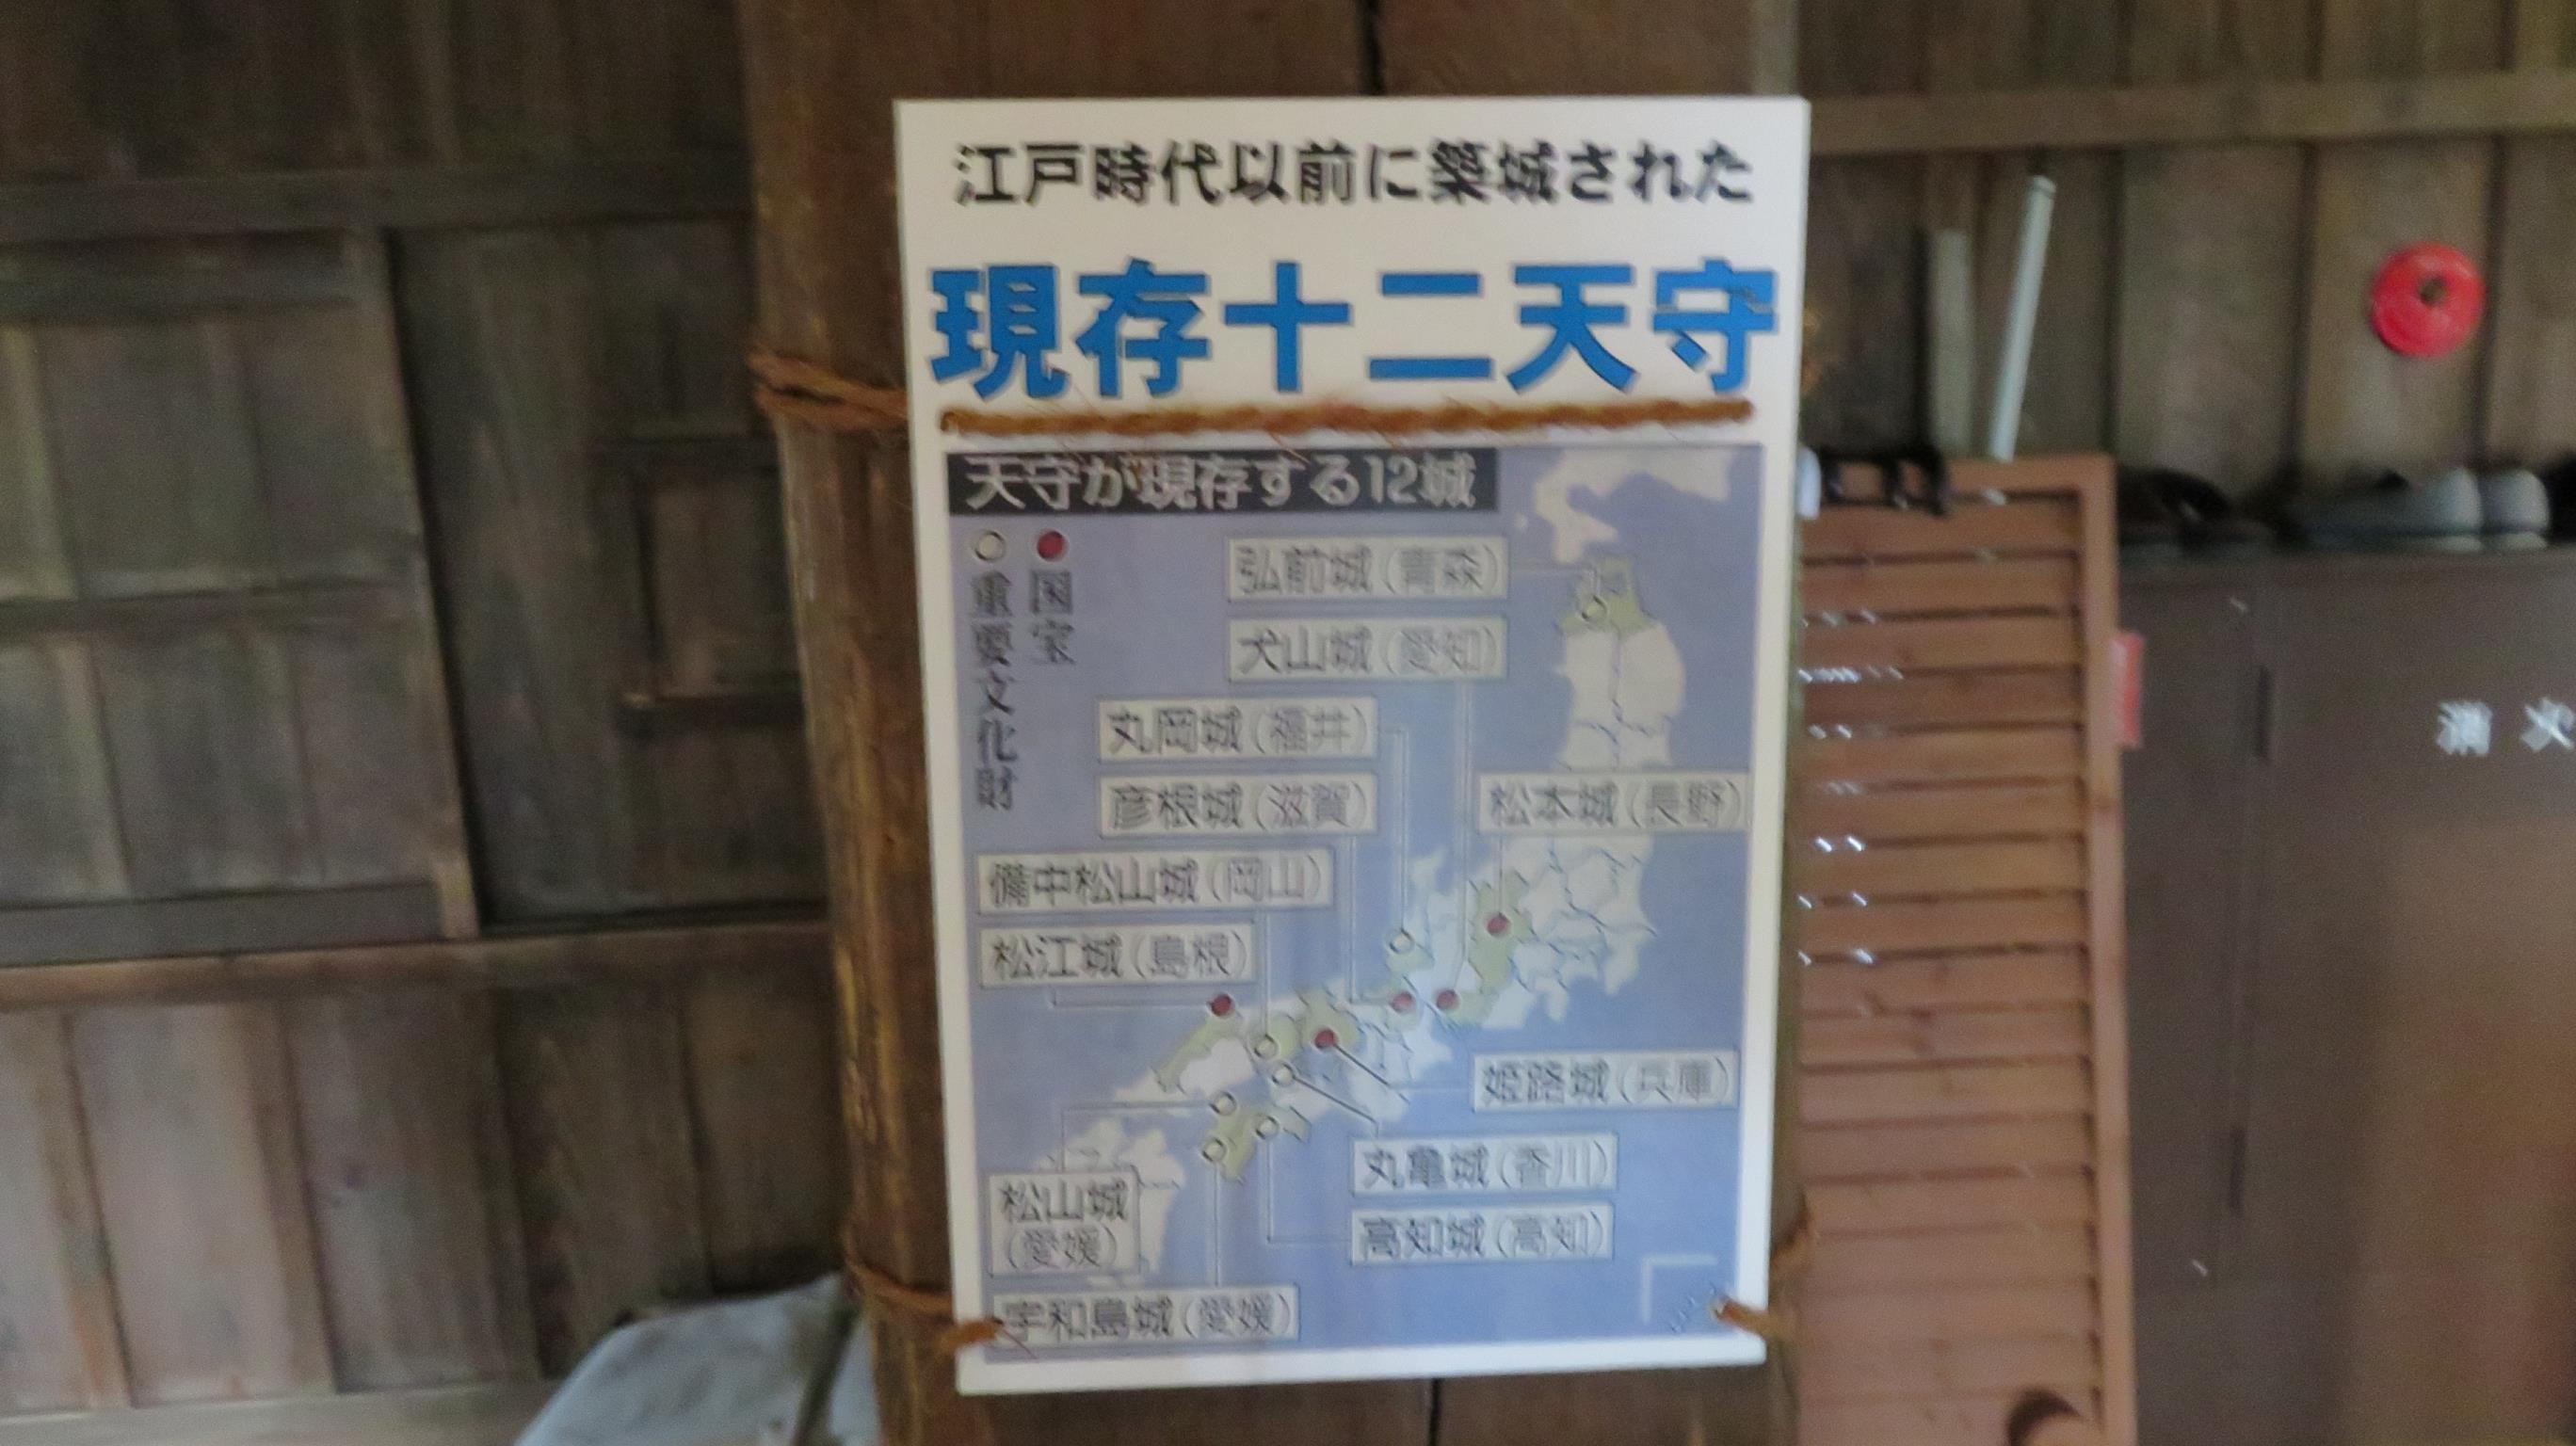 江戸時代以前に築城された
現存十二天守
天守が現存する12城
国宝
重要文化財
弘前城(青森)
犬山城(愛知)
丸岡城(福井)
彦根城(滋賀)
松本城(長野)
備中松山城(岡山)
松江城(島根)
姫路城(兵庫)
丸亀城(香川)
松山城
(愛媛)
高知城(高知)
宇和島城(愛媛)
消火